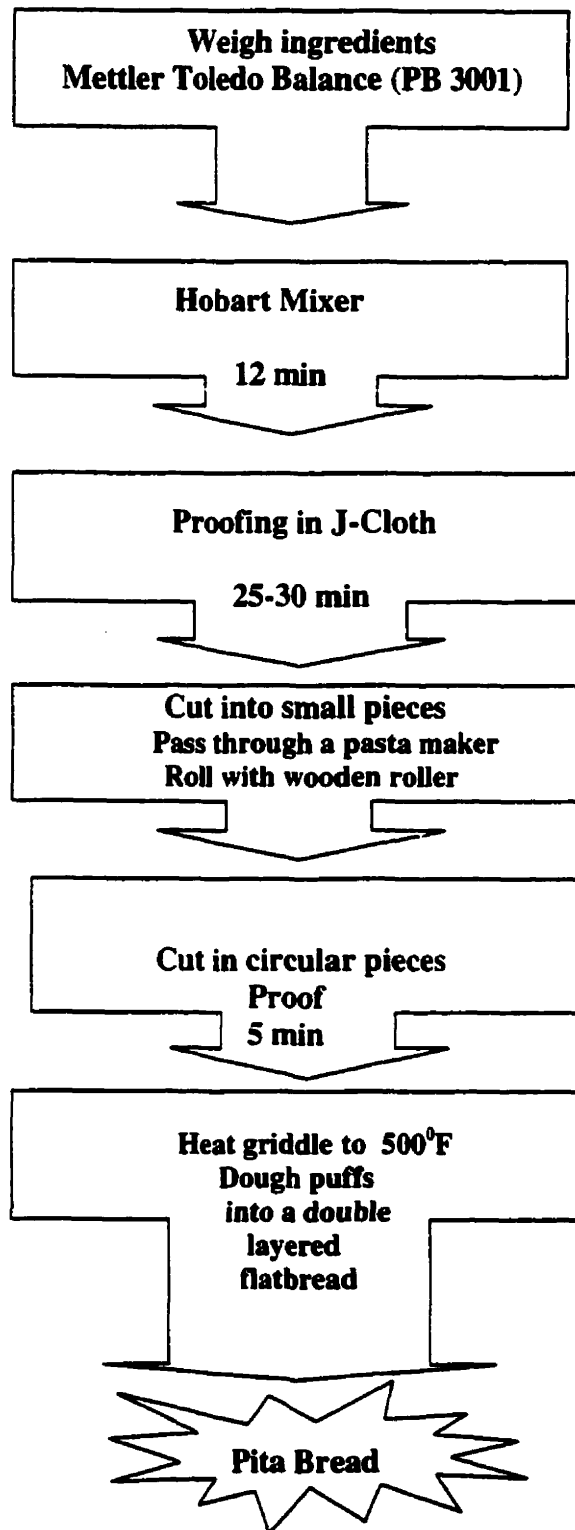 Weigh ingredients
Mettler Toledo Balance (PB 3001)
Hobart Mixer
12 min
Proofing in J-Cloth
25-30 min
Cut into small pieces
Pass through a pasta maker
Roll with wooden roller
Cut in circular pieces
Proof
5 min
Heat griddle to 500⁰F
Dough puffs
into a double
layered
flatbread
Pita Bread